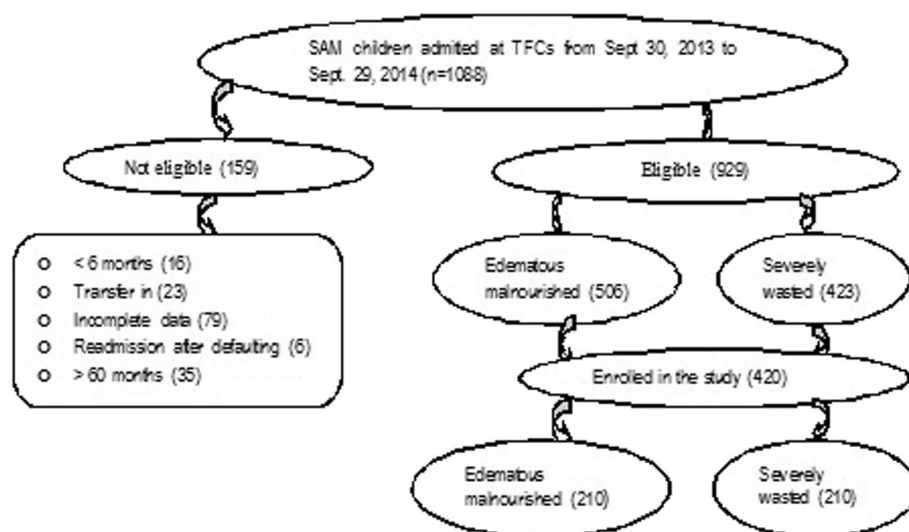 SAM children admited at TFCs from Sept 30, 2013 to
Sept. 29, 2014 (n=1088)
Not eligible (159)
Eligible (929)
< 6 months (16)
Transfer in (23)
Incomplete data (79)
Readmission after defaulting (6)
> 60 months (35)
Edematous
malnourished (506)
Severely
wasted (423)
Enrolled in the study (420)
Edematous
malnourished (210)
Severely
wasted (210)